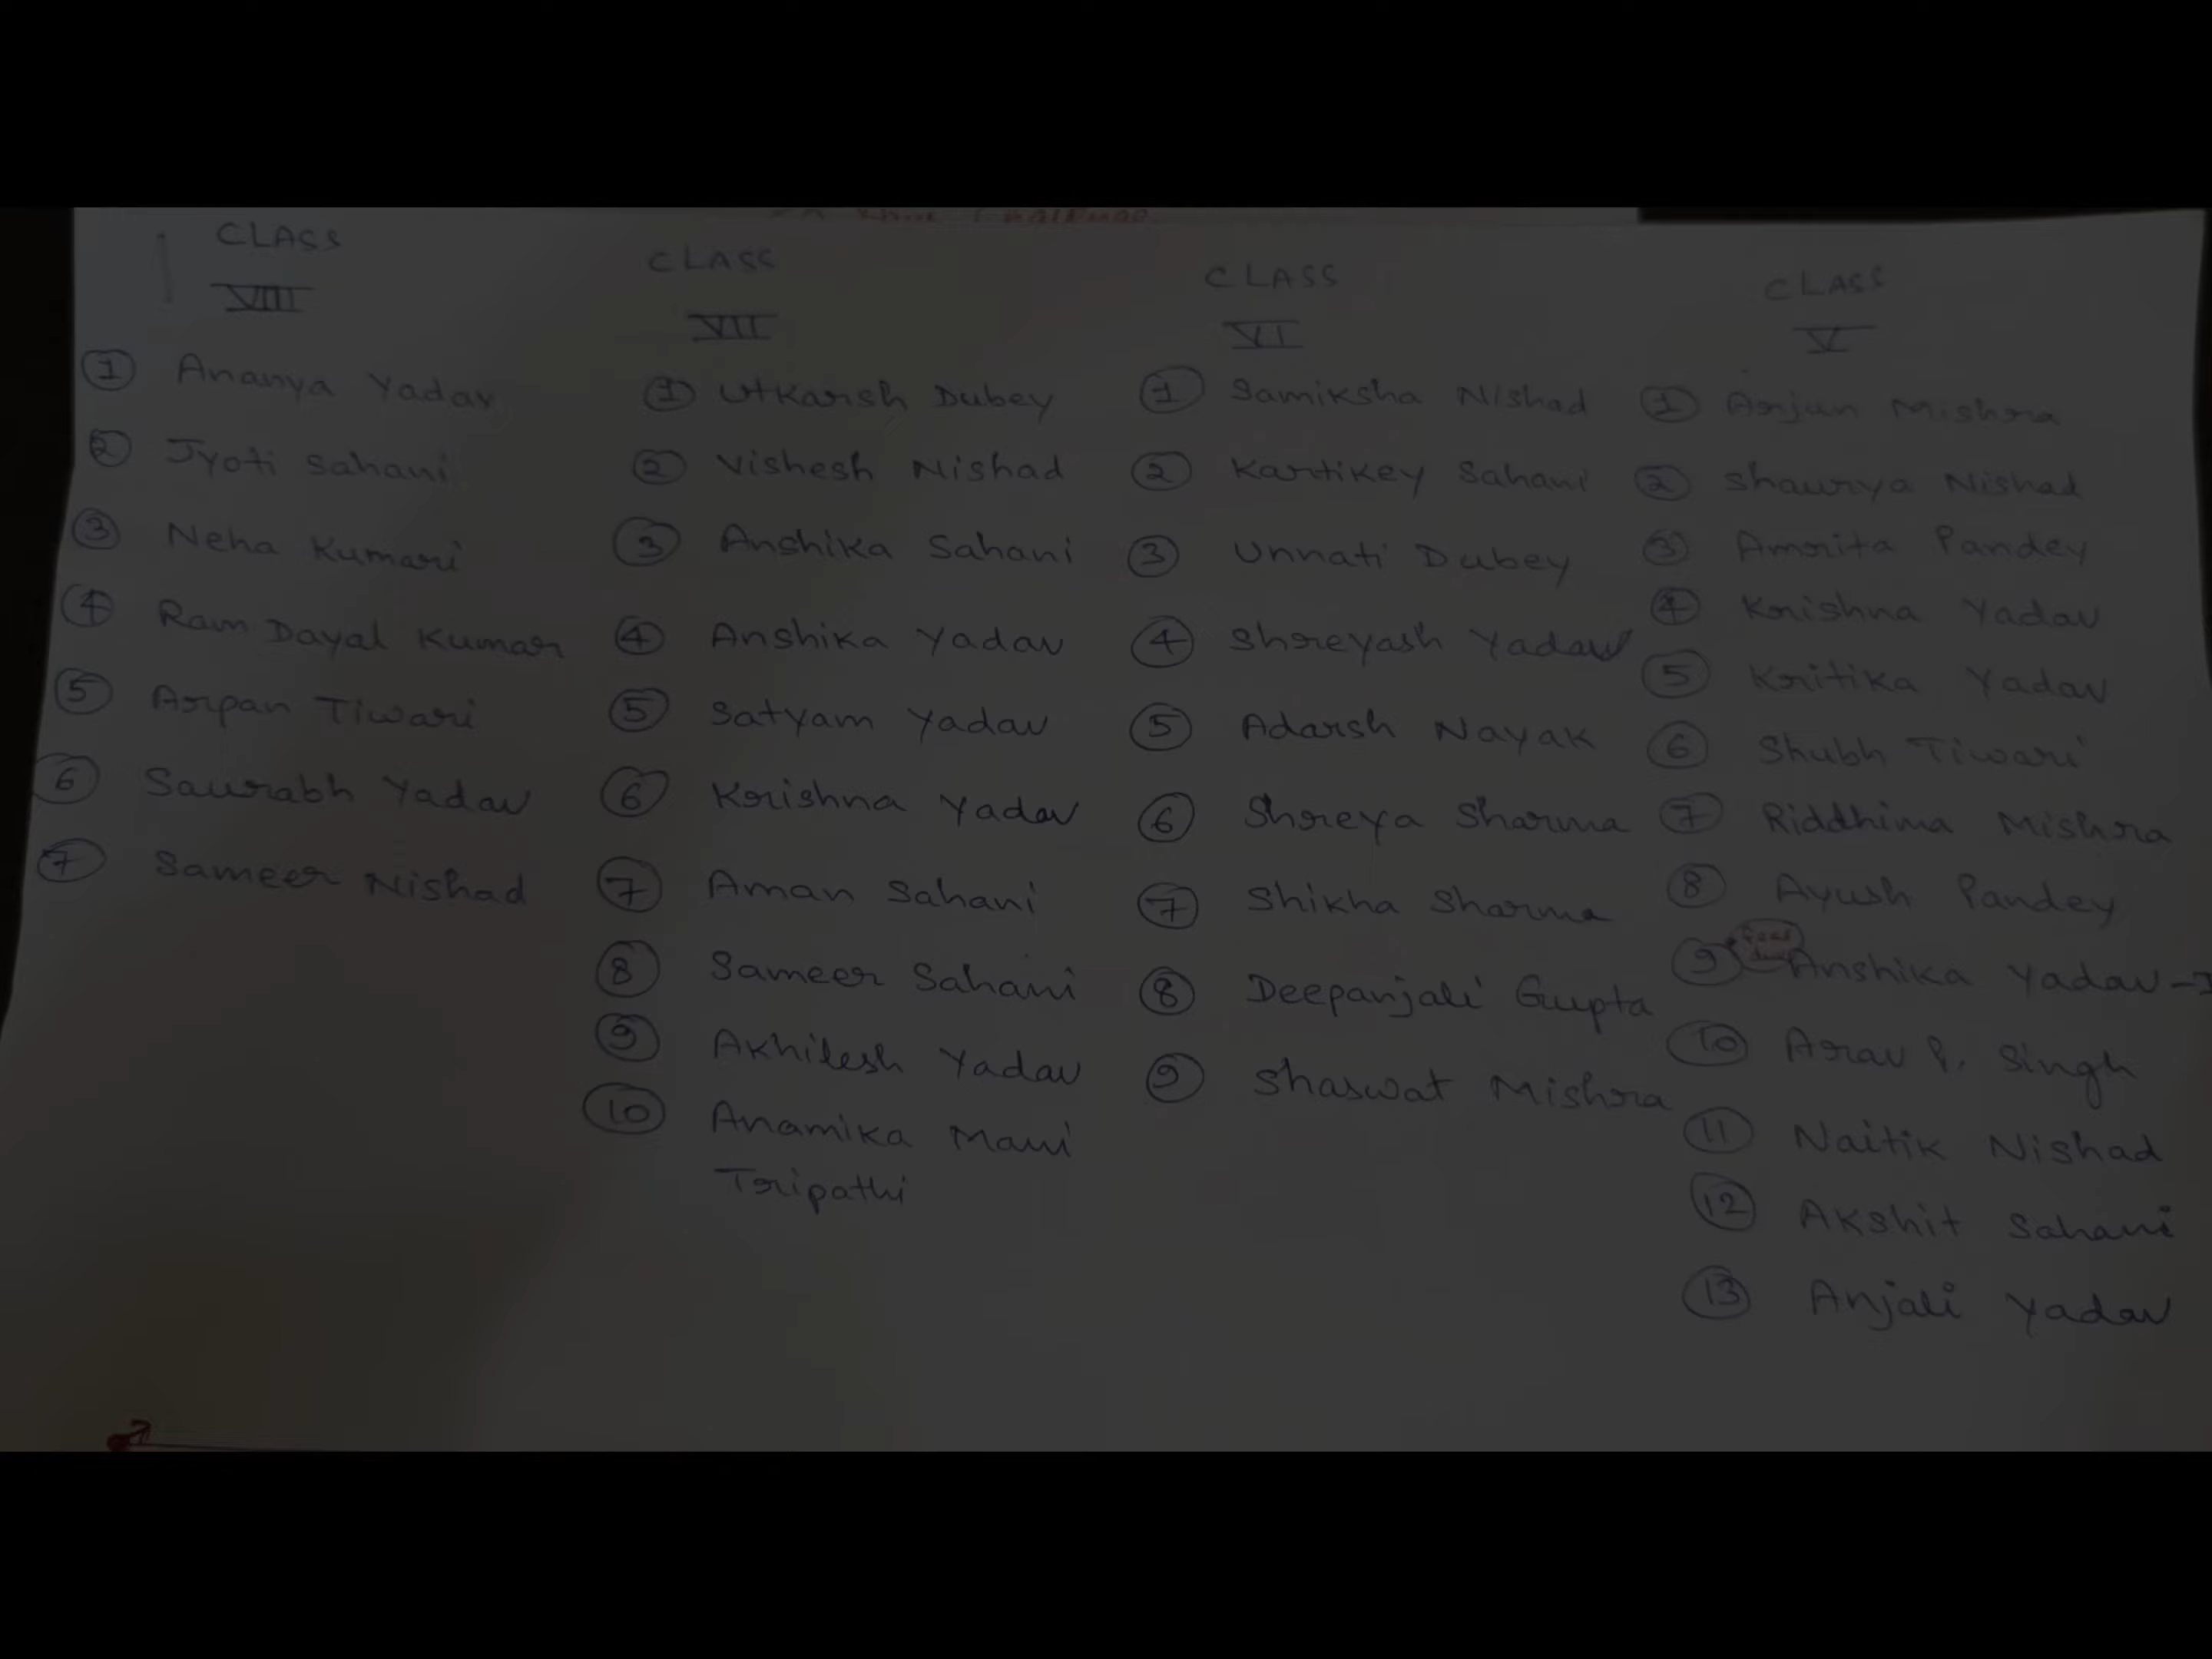 CLASS
VIII
1 Ananya Yadav
2 Jyoti Sahani
3 Neha Kumari
4 Ram Dayal Kumar
5 Arpan Tiwari
6 Saurabh Yadav
7 Sameer Nishad
CLASS
VII
1 Utkarsh Dubey
2 Vishesh Nishad
3 Anshika Sahani
4 Anshika Yadav
5 Satyam Yadav
6 Krishna Yadav
7 Aman Sahani
8 Sameer Sahani
9 Akhilesh Yadav
10 Anamika Mani
Tripathi
CLASS
VI
1 Samiksha Nishad
2 Kartikey Sahani
3 Unnati Dubey
4 Shreyash Yadav
5 Adarsh Nayak
6 Shreya Sharma
7 Shikha Sharma
8 Deepanjali Gupta
9 Shaswat Mishra
CLASS
V
1 Arjun Mishra
2 Shaurya Nishad
3 Amrita Pandey
4 Krishna Yadav
5 Kritika Yadav
6 Shubh Tiwari
7 Riddhima Mishra
8 Ayush Pandey
9 Anshika Yadav
10 Arav P. Singh
11 Naitik Nishad
12 Akshit Sahani
13 Anjali Yadav